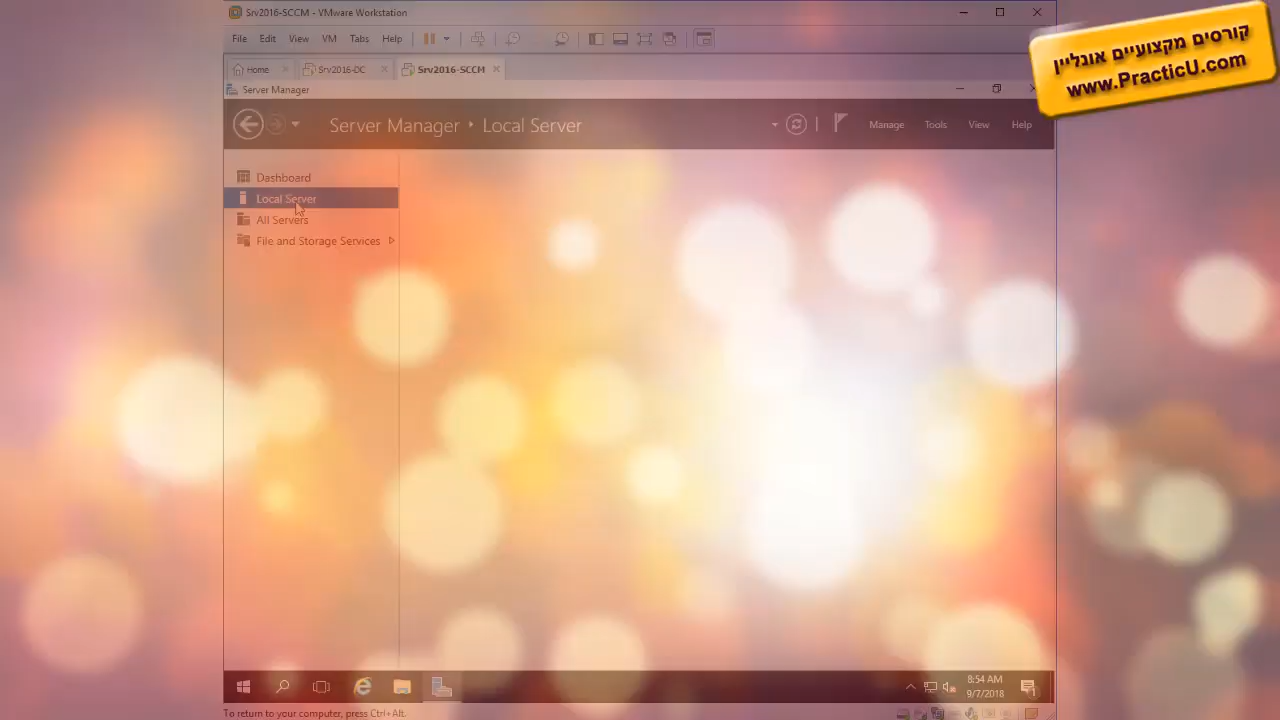 Srv2016-SCCM - VMware Workstation
File Edit View VM Tabs Help
Home Srv2016-DC Srv2016-SCCM
Server Manager
Server Manager Local Server
Manage Tools View Help
Dashboard
Local Server
All Servers
File and Storage Services
8:54 AM
9/7/2018
1
To return to your computer, press Ctrl+Alt.
קורסים מקצועיים אונליין
www.PracticU.com